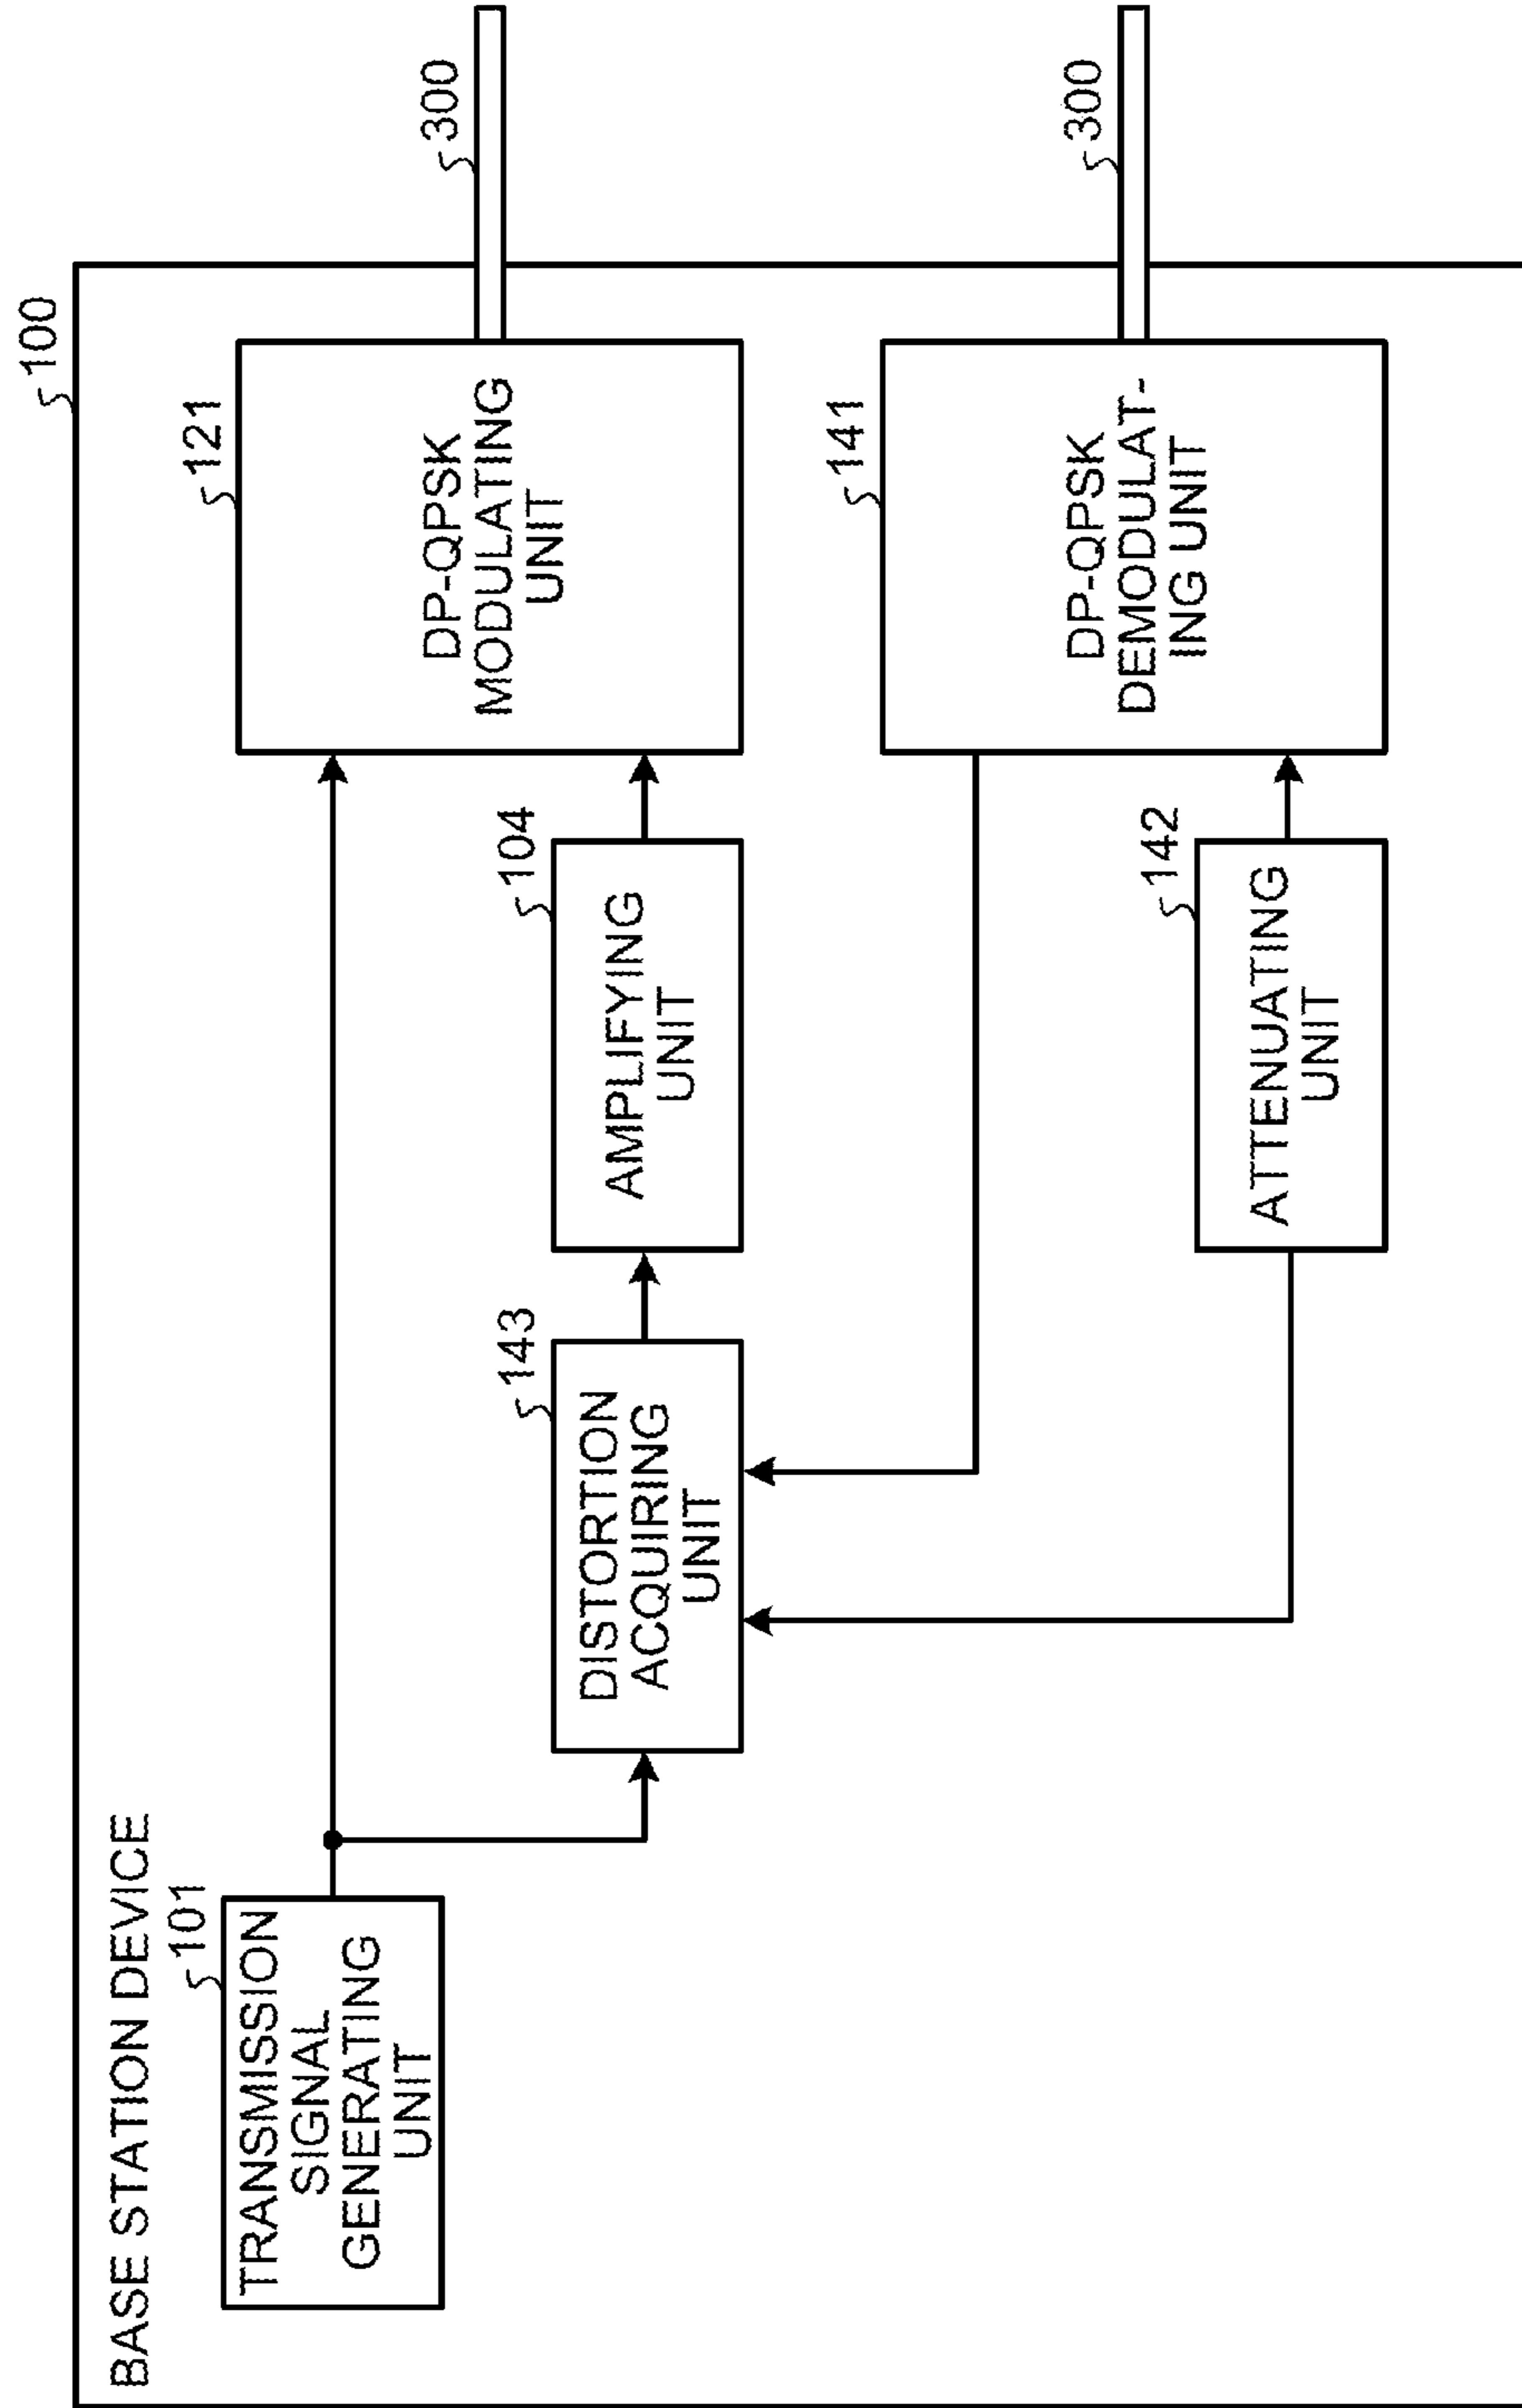 100
BASE STATION DEVICE
101
TRANSMISSION
SIGNAL
GENERATING
UNIT
121
DP-QPSK
MODULATING
UNIT
300
143
DISTORTION
ACQUIRING
UNIT
104
AMPLIFYING
UNIT
141
DP-QPSK
DEMODULAT-
ING UNIT
300
142
ATTENUATING
UNIT